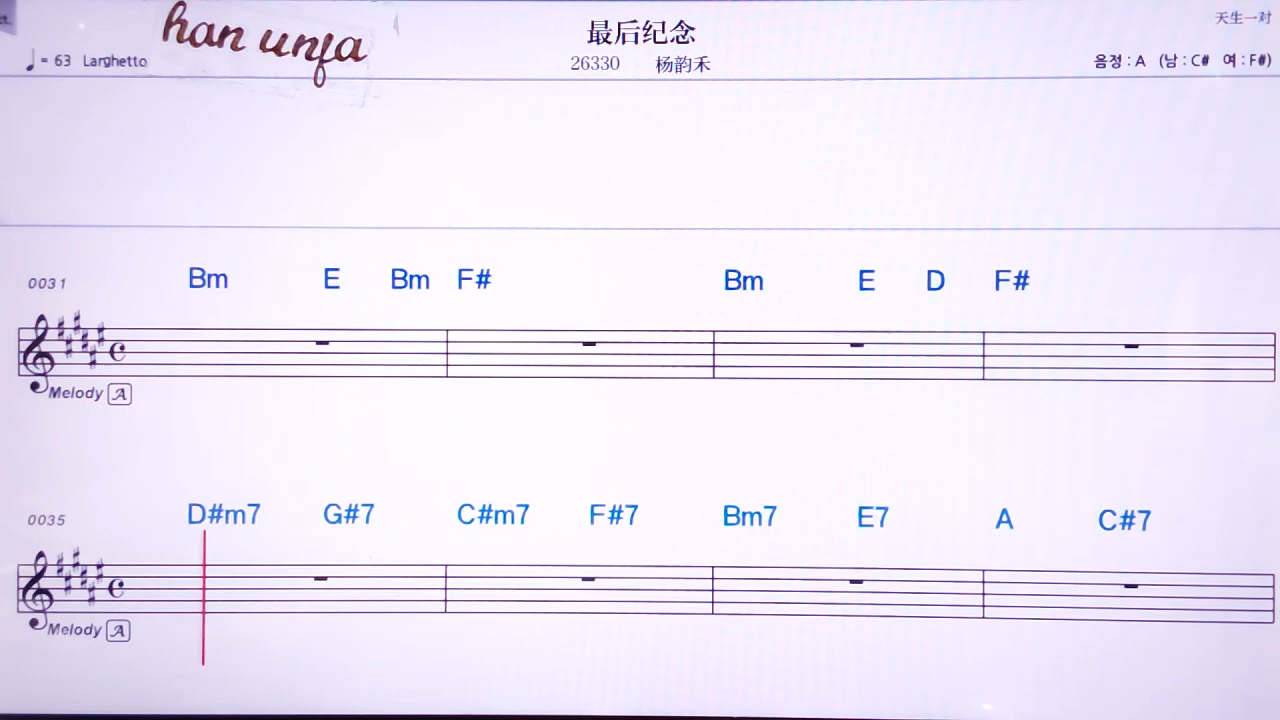 han unfa
最后纪念
天生一对
♩= 63 Larghetto
26330 杨韵禾
음정 : A (남 : C# 여 : F#)
0031 Bm E Bm F# Bm E D F#
Melody A
0035 D#m7 G#7 C#m7 F#7 Bm7 E7 A C#7
Melody A